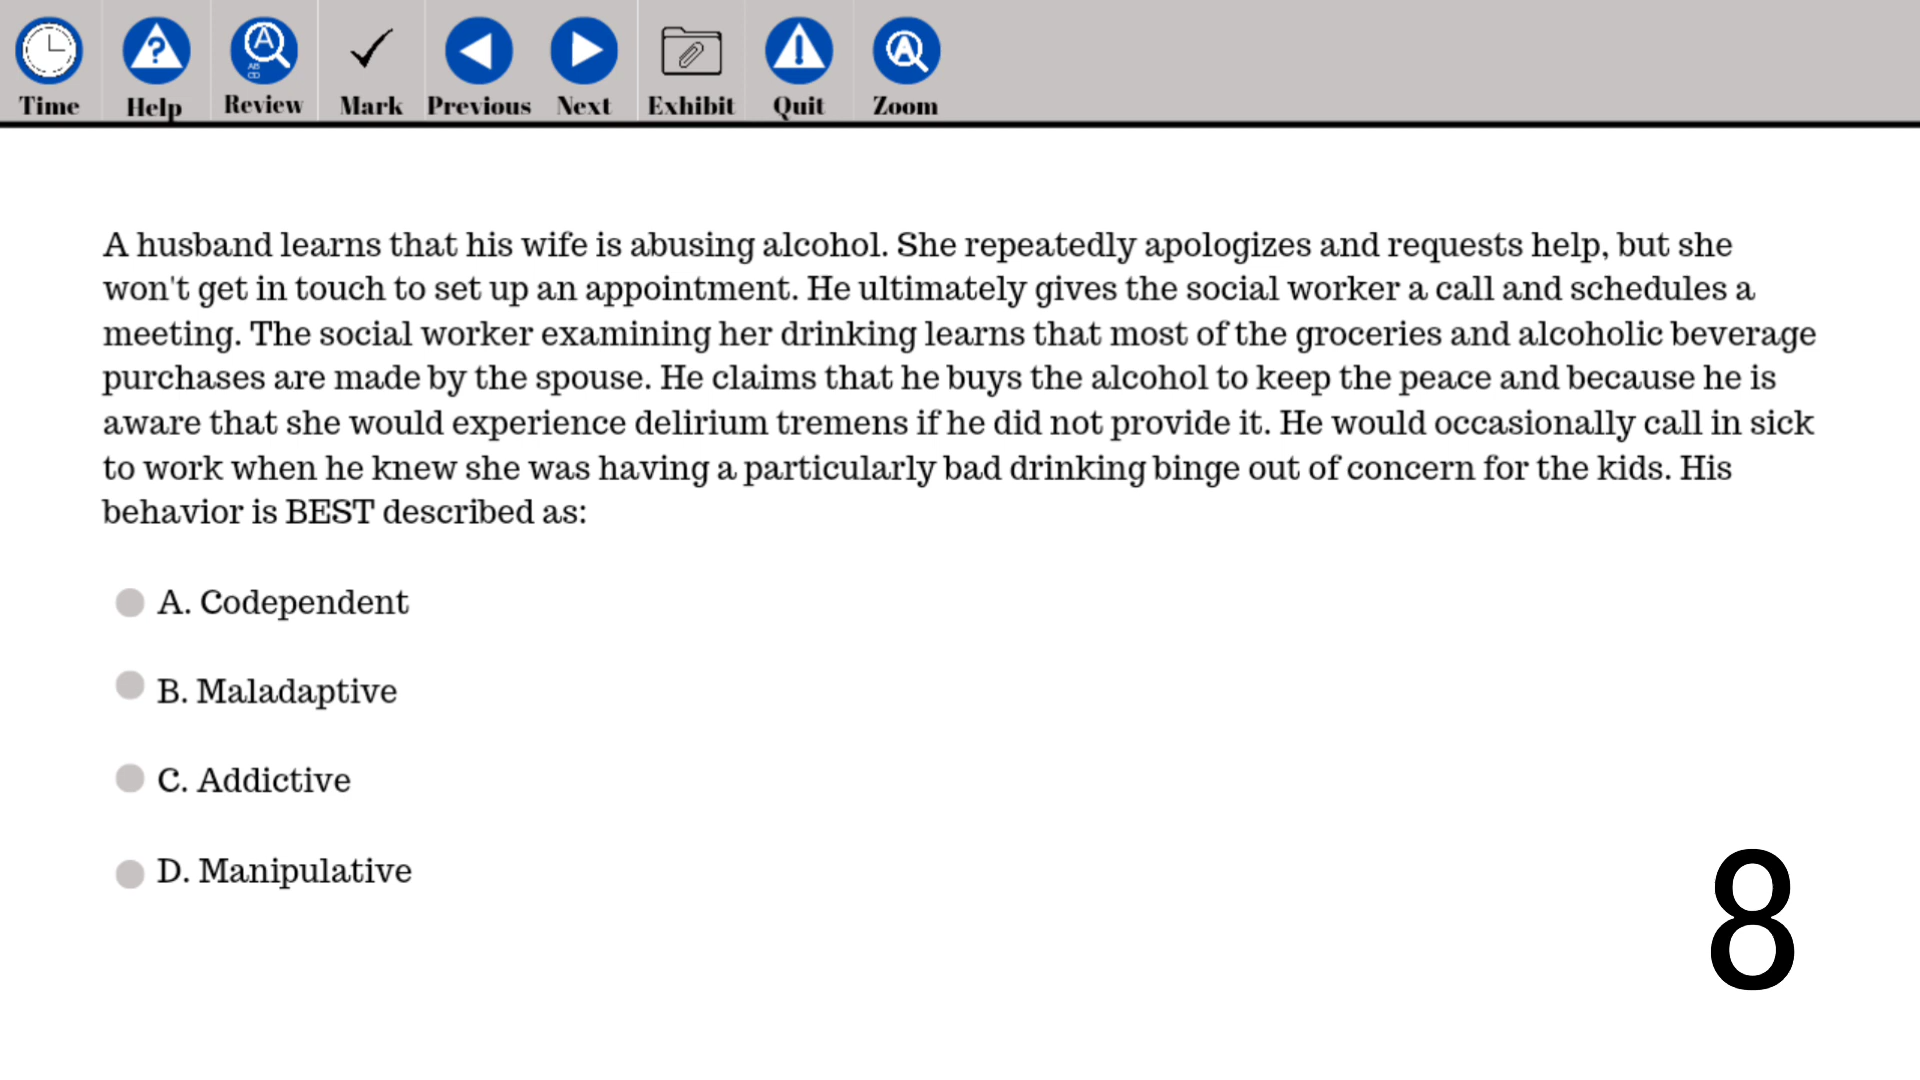 Time Help Review Mark Previous Next Exhibit Quit Zoom
A husband learns that his wife is abusing alcohol. She repeatedly apologizes and requests help, but she
won't get in touch to set up an appointment. He ultimately gives the social worker a call and schedules a
meeting. The social worker examining her drinking learns that most of the groceries and alcoholic beverage
purchases are made by the spouse. He claims that he buys the alcohol to keep the peace and because he is
aware that she would experience delirium tremens if he did not provide it. He would occasionally call in sick
to work when he knew she was having a particularly bad drinking binge out of concern for the kids. His
behavior is BEST described as:
A. Codependent
B. Maladaptive
C. Addictive
D. Manipulative
8